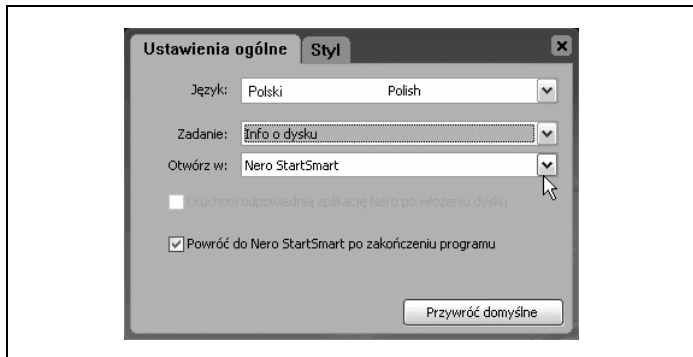 Ustawienia ogólne Styl
Język: Polski Polish
Zadanie: Info o dysku
Otwórz w: Nero StartSmart
Uruchom odpowiednią aplikację Nero po włożeniu dysku
Powróć do Nero StartSmart po zakończeniu programu
Przywróć domyślne